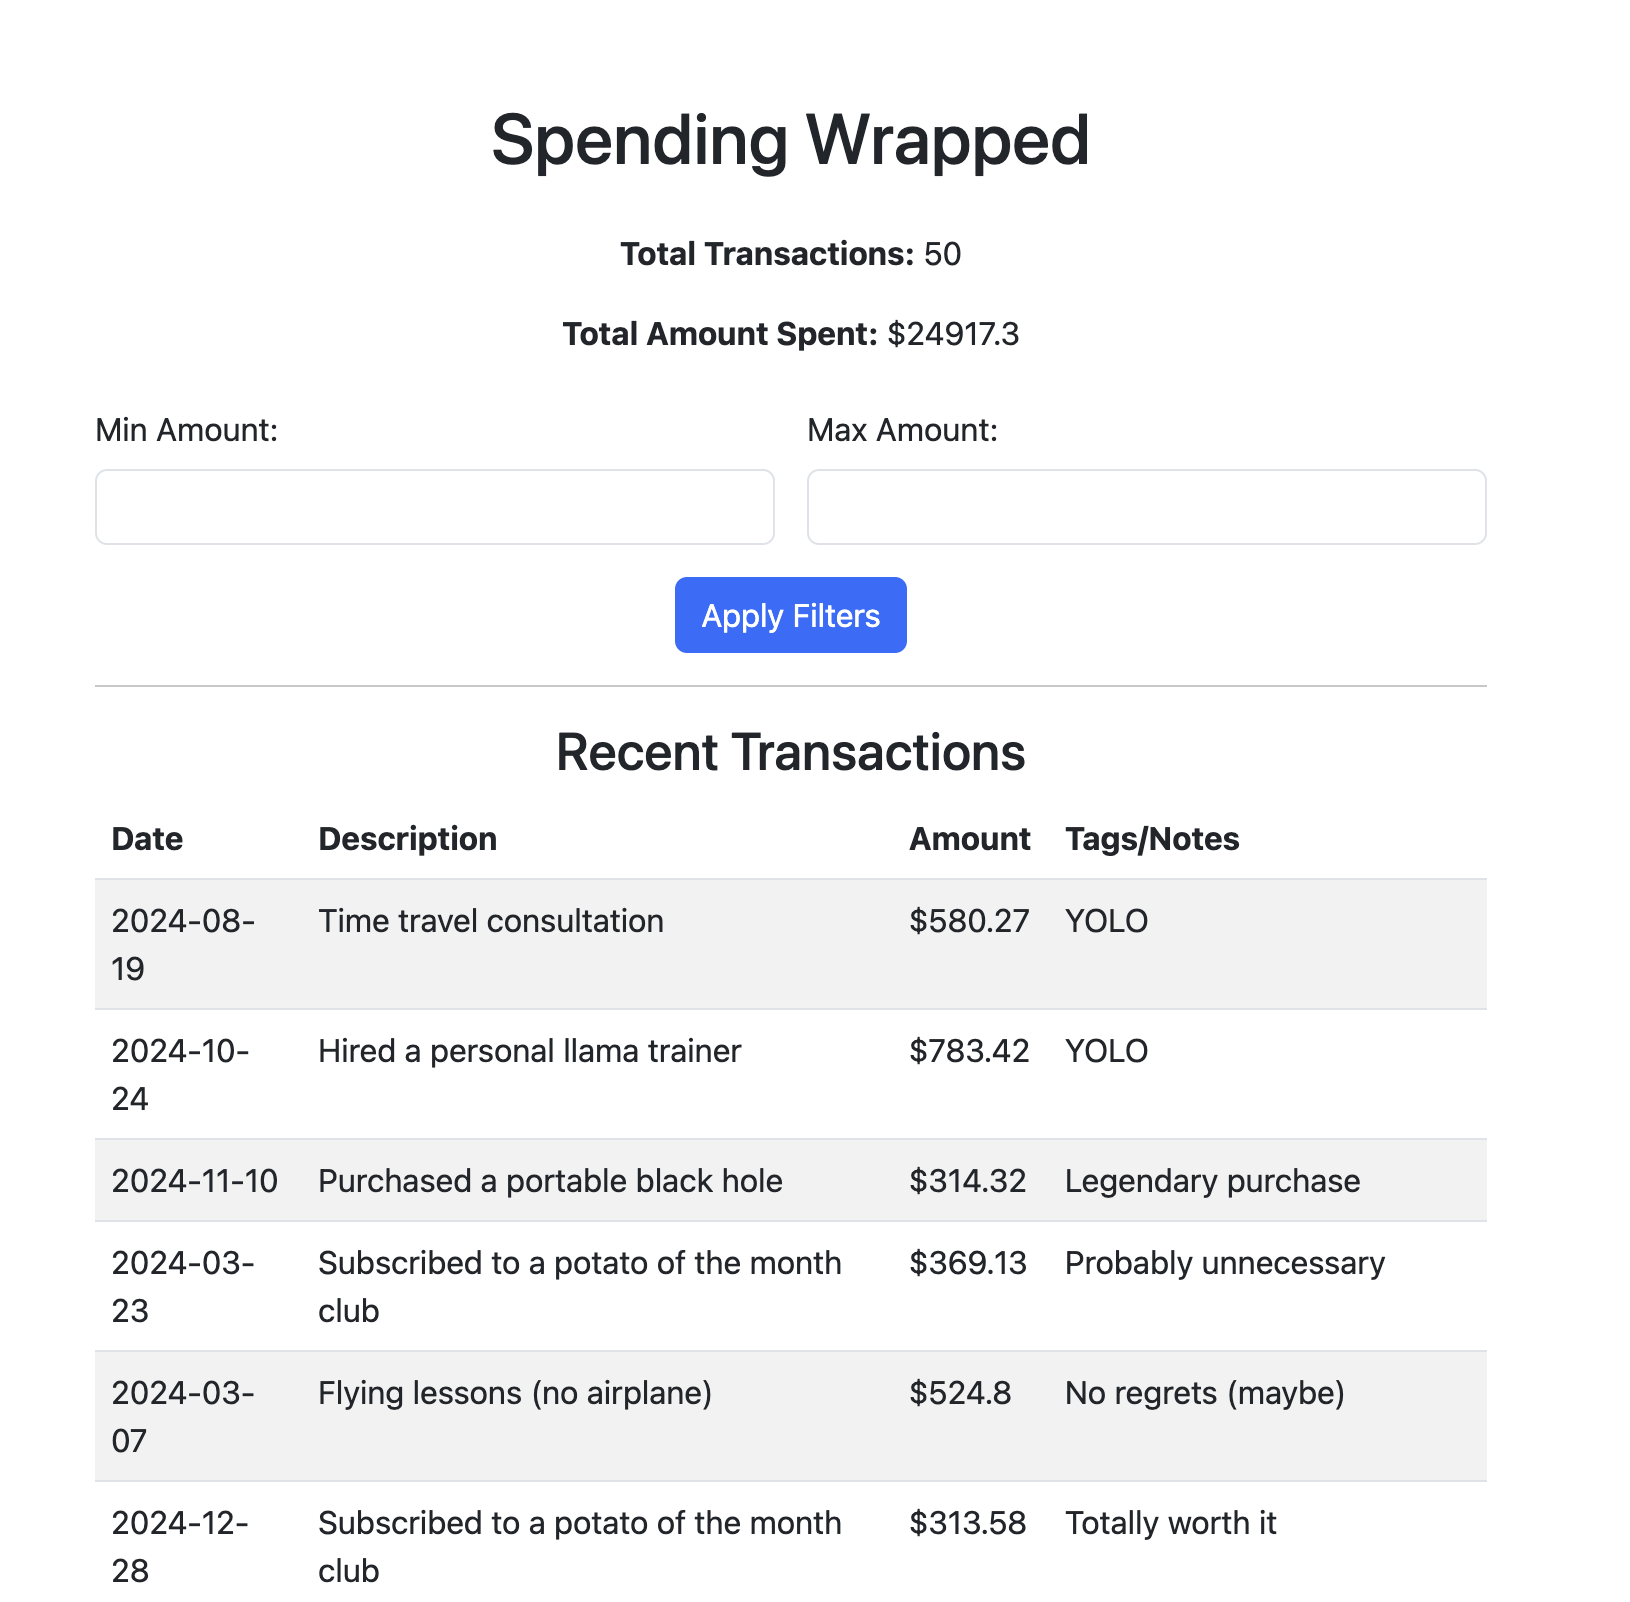 Spending Wrapped
Total Transactions: 50
Total Amount Spent: $24917.3
Min Amount:
Max Amount:
Apply Filters
Recent Transactions
Date Description Amount Tags/Notes
2024-08- Time travel consultation $580.27 YOLO
19
2024-10- Hired a personal llama trainer $783.42 YOLO
24
2024-11-10 Purchased a portable black hole $314.32 Legendary purchase
2024-03- Subscribed to a potato of the month $369.13 Probably unnecessary
23 club
2024-03- Flying lessons (no airplane) $524.8 No regrets (maybe)
07
2024-12- Subscribed to a potato of the month $313.58 Totally worth it
28 club